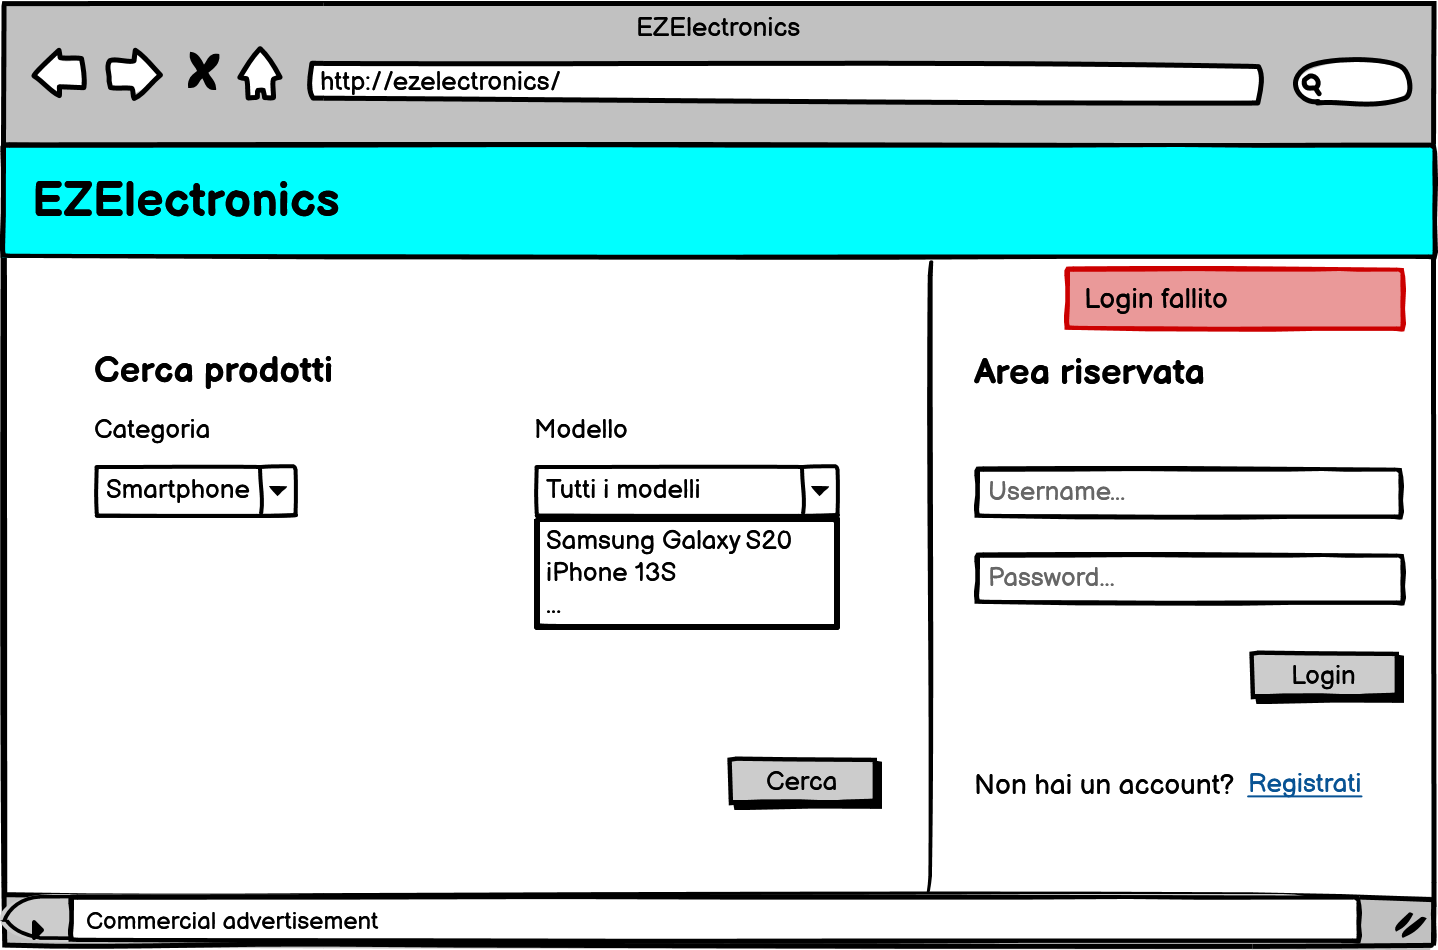 EZElectronics
http://ezelectronics/
EZElectronics
Login fallito
Cerca prodotti
Categoria
Modello
Smartphone
Tutti i modelli
Samsung Galaxy S20
iPhone 13S
...
Cerca
Area riservata
Username...
Password...
Login
Non hai un account? Registrati
Commercial advertisement